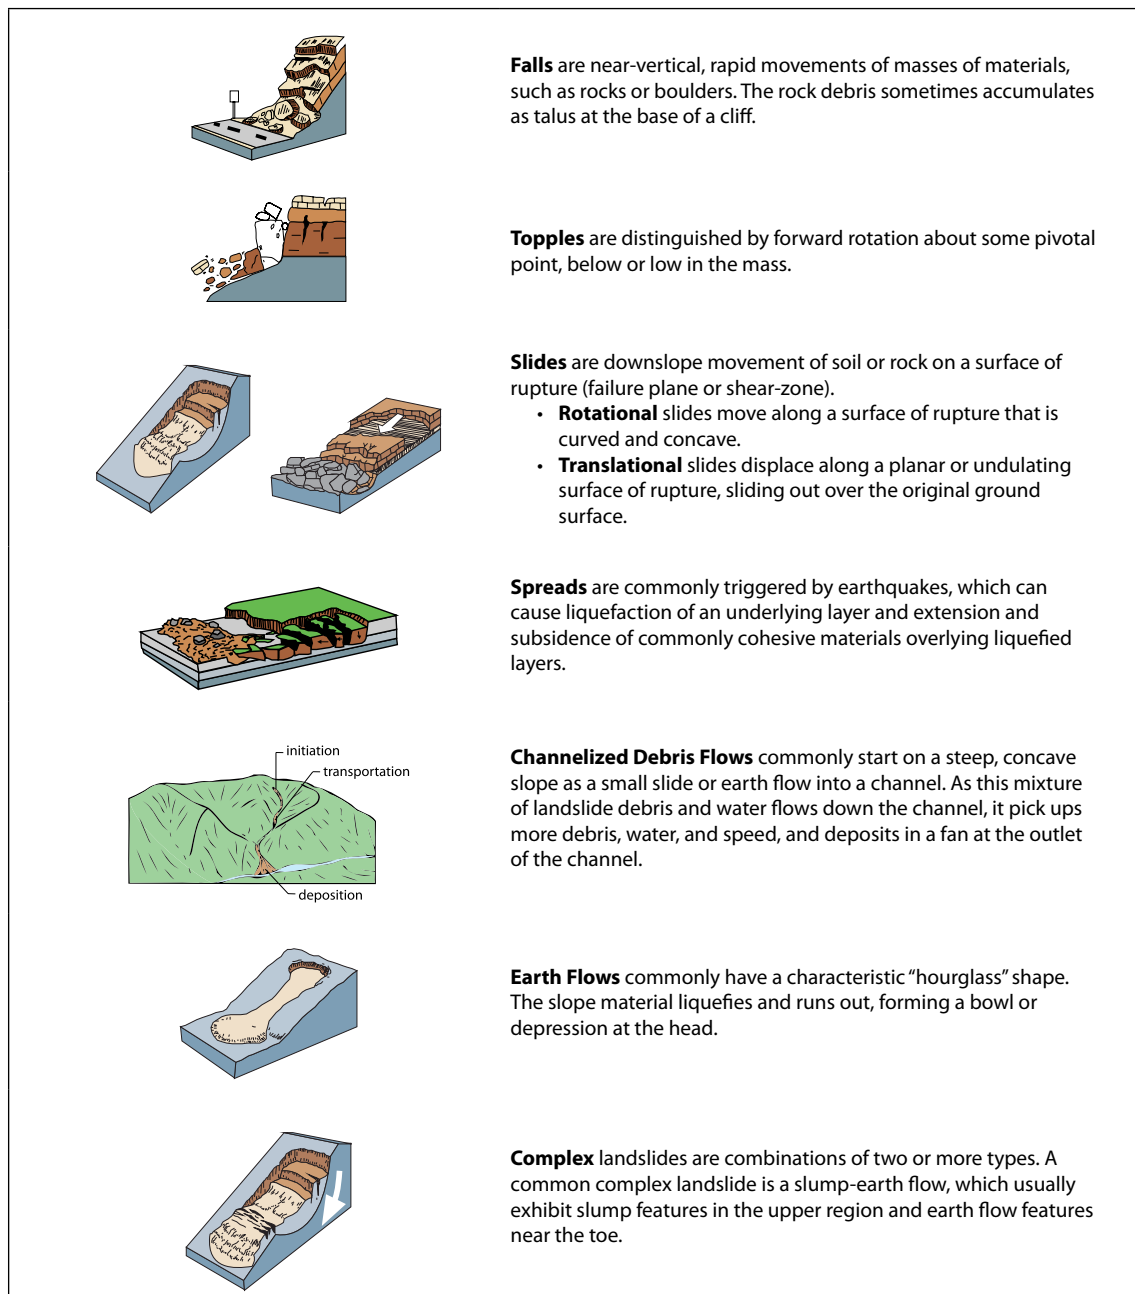 Falls are near-vertical, rapid movements of masses of materials,
such as rocks or boulders. The rock debris sometimes accumulates
as talus at the base of a cliff.
Topples are distinguished by forward rotation about some pivotal
point, below or low in the mass.
Slides are downslope movement of soil or rock on a surface of
rupture (failure plane or shear-zone).
• Rotational slides move along a surface of rupture that is
curved and concave.
• Translational slides displace along a planar or undulating
surface of rupture, sliding out over the original ground
surface.
Spreads are commonly triggered by earthquakes, which can
cause liquefaction of an underlying layer and extension and
subsidence of commonly cohesive materials overlying liquefied
layers.
initiation
transportation
deposition
Channelized Debris Flows commonly start on a steep, concave
slope as a small slide or earth flow into a channel. As this mixture
of landslide debris and water flows down the channel, it pick ups
more debris, water, and speed, and deposits in a fan at the outlet
of the channel.
Earth Flows commonly have a characteristic “hourglass” shape.
The slope material liquefies and runs out, forming a bowl or
depression at the head.
Complex landslides are combinations of two or more types. A
common complex landslide is a slump-earth flow, which usually
exhibit slump features in the upper region and earth flow features
near the toe.